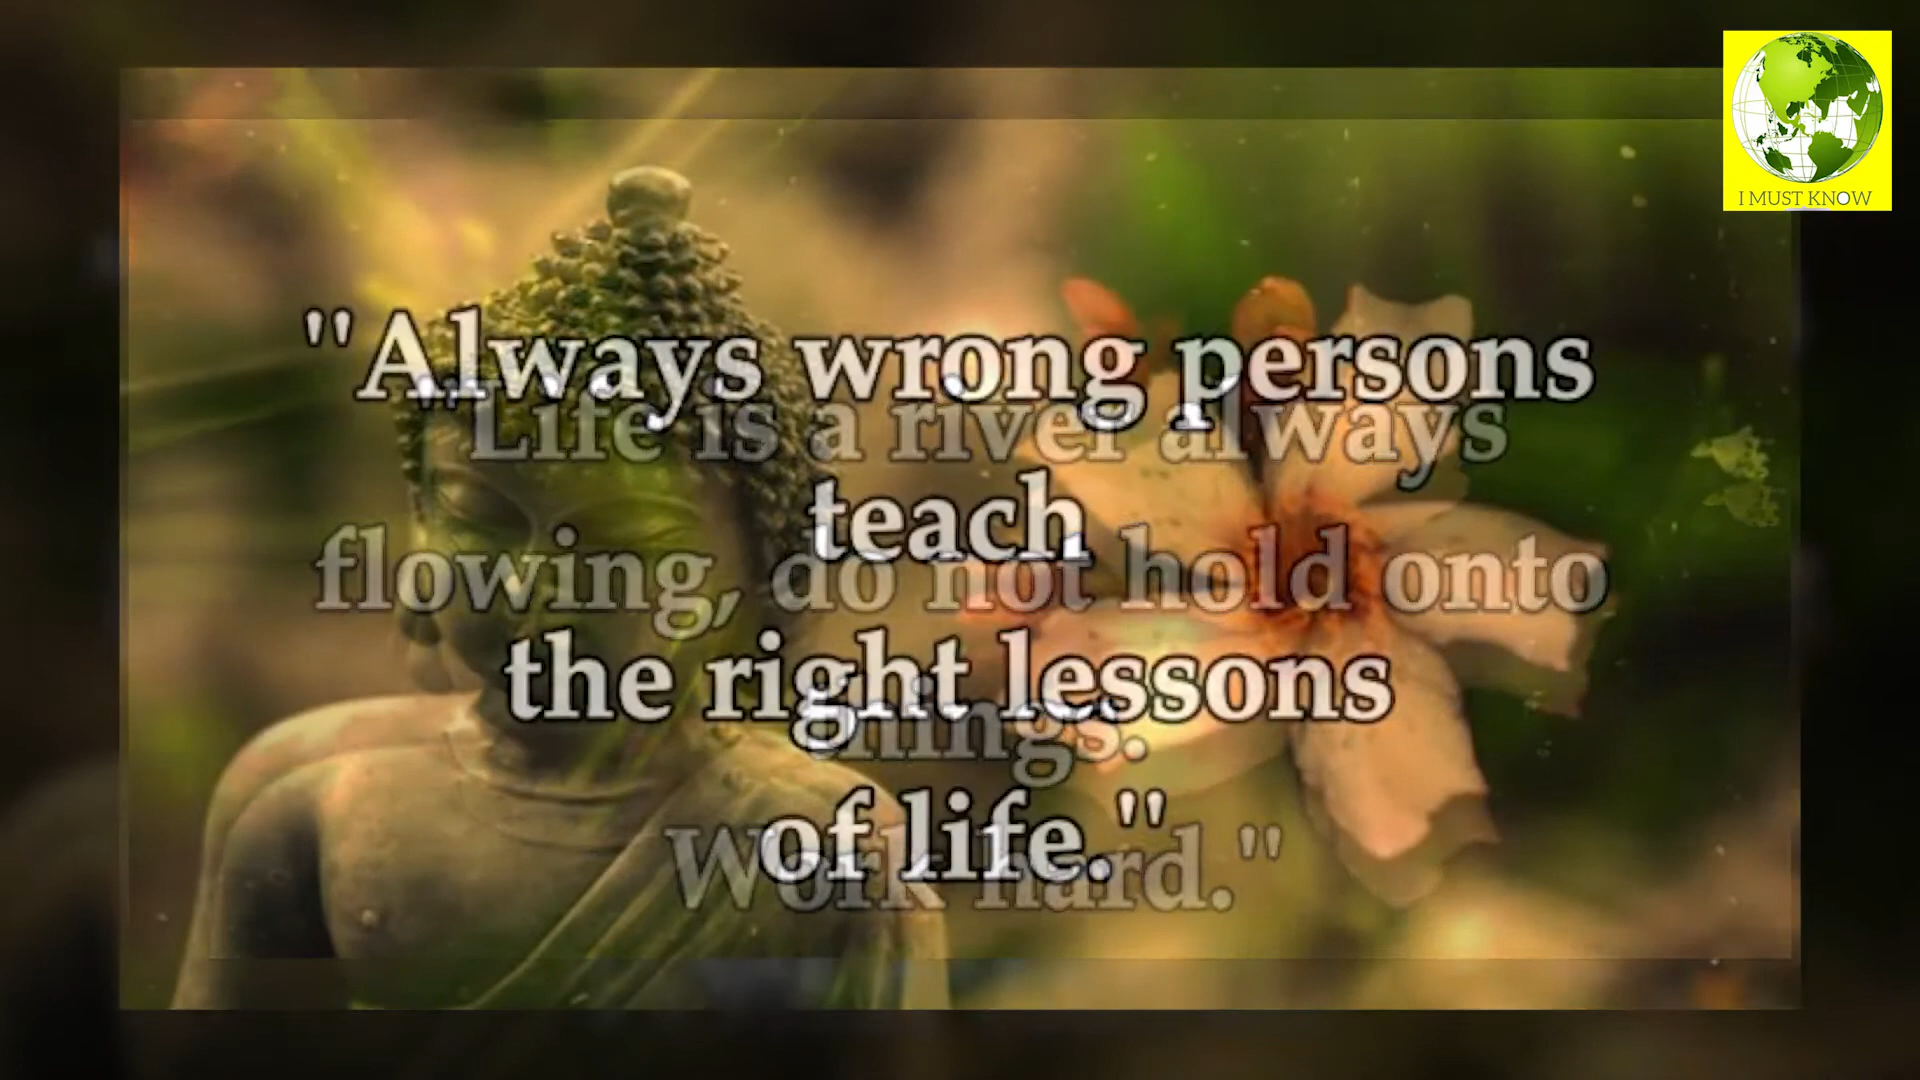 "Always wrong persons
teach
the right lessons
of life."
"Life is a river always
flowing, do not hold onto
things.
Work hard."
I MUST KNOW